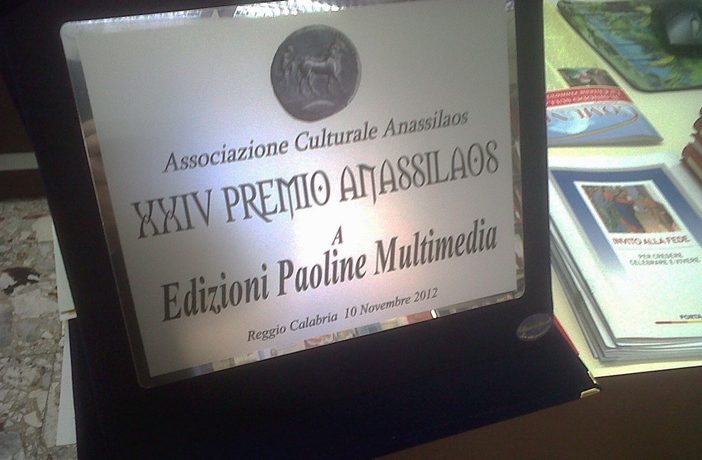 Associazione Culturale Anassilaos
XXIV PREMIO ANASSILAOS
A
Edizioni Paoline Multimedia
Reggio Calabria 10 Novembre 2012
INVITO ALLA FEDE
PER CREDERE
CELEBRARE E VIVERE
PORTA